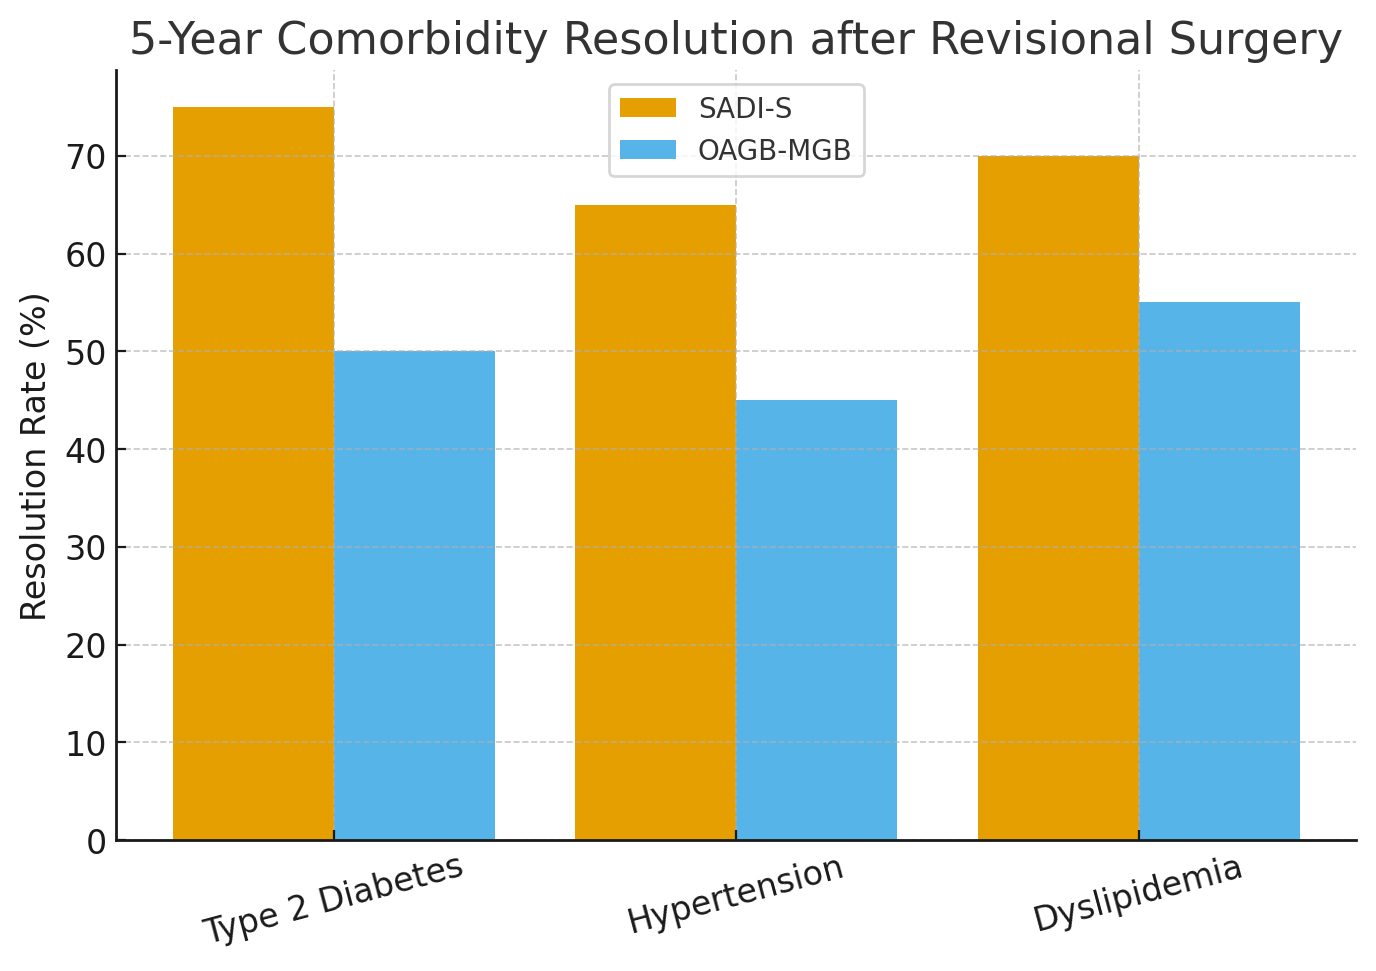 5-Year Comorbidity Resolution after Revisional Surgery
SADI-S
OAGB-MGB
Resolution Rate (%)
70
60
50
40
30
20
10
0
Type 2 Diabetes
Hypertension
Dyslipidemia